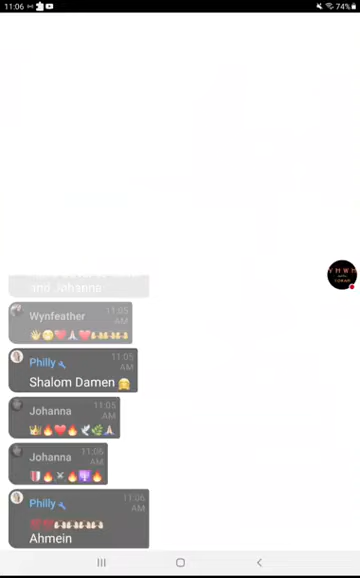 11:06
74%
and Johanna
Wynfeather
11:05 AM
👋😊❤️🙏❤️🙌🏼🙌🏼🙌🏼🙌🏼
Philly
11:05 AM
Shalom Damen 🤗
Johanna
11:05 AM
👑🔥❤️🔥🕊🌿🙏
Johanna
11:06 AM
🛡🔥⚔🔥🕎🔥
Philly
11:06 AM
Ahmein
Y M W M